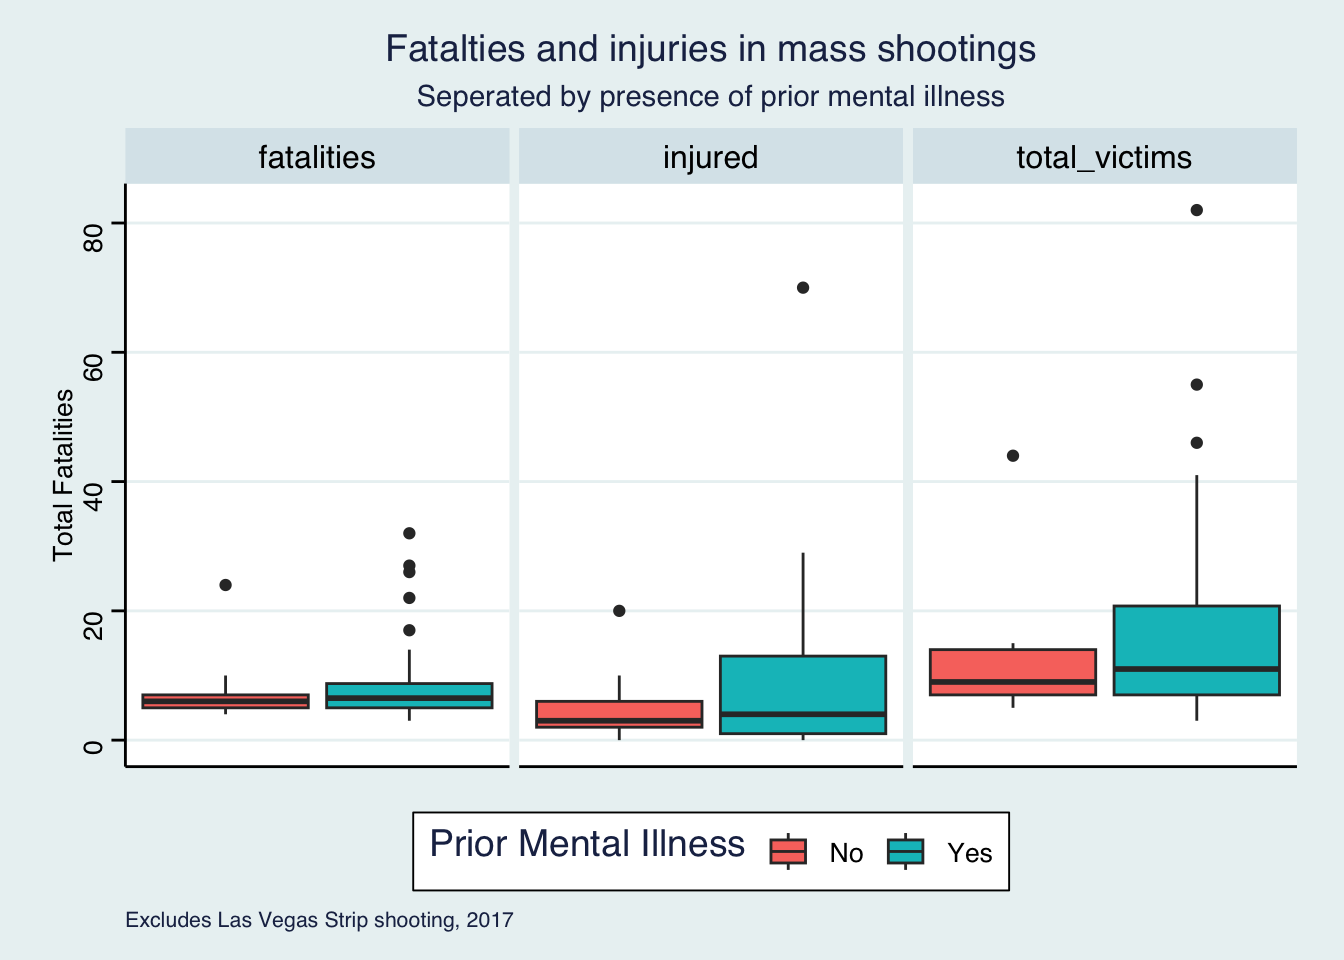 Fatalties and injuries in mass shootings
Seperated by presence of prior mental illness
fatalities injured total_victims
Total Fatalities
80
60
40
20
0
Prior Mental Illness No Yes
Excludes Las Vegas Strip shooting, 2017